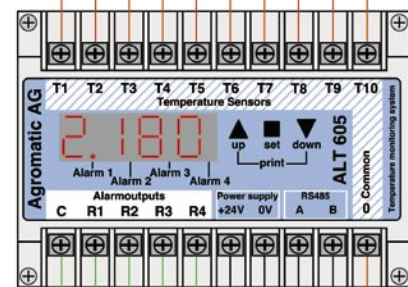 T1 T2 T3 T4 T5 T6 T7 T8 T9 T10
Temperature Sensors
Agromatic AG
2.180
up set down
print
Alarm 1 Alarm 2 Alarm 3 Alarm 4
ALT 605
Temperature monitoring system
Common
0
Alarmoutputs
C R1 R2 R3 R4
Power supply
+24V 0V
RS485
A B